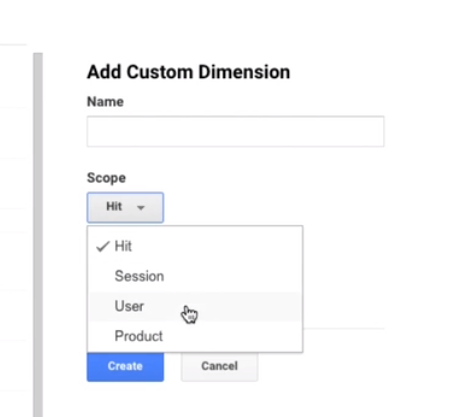 Add Custom Dimension
Name
Scope
Hit
Hit
Session
User
Product
Create Cancel